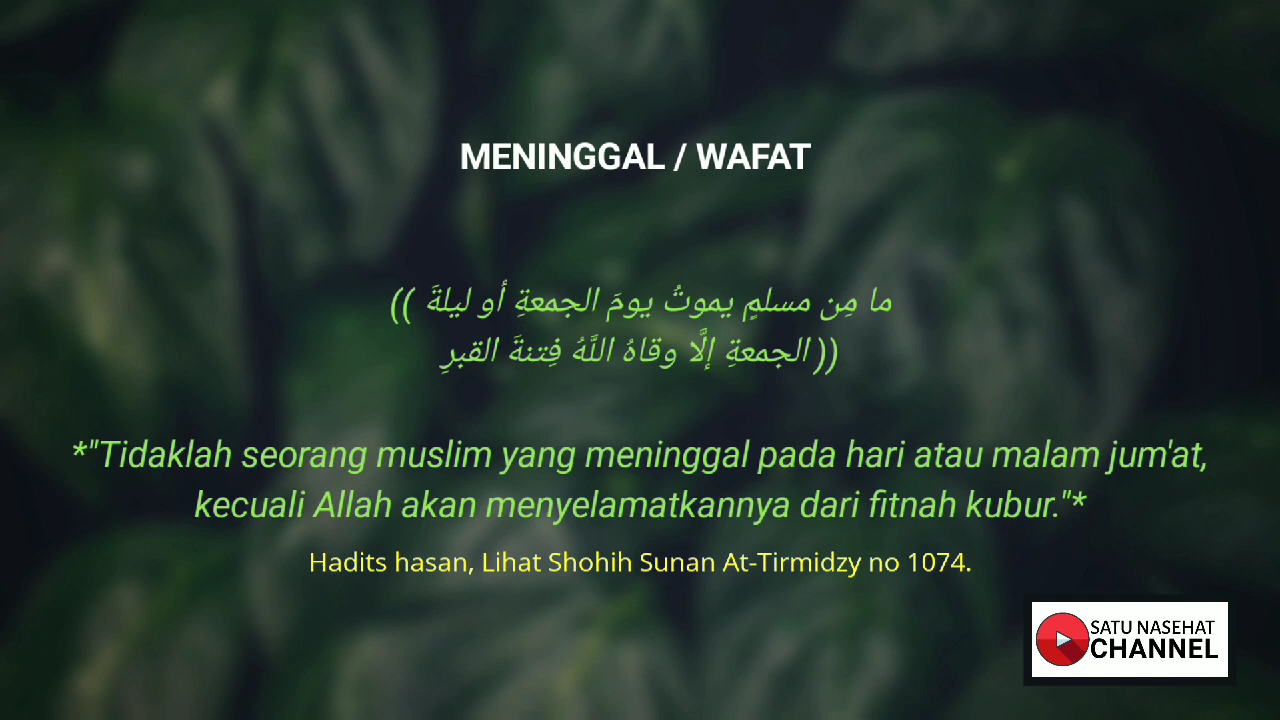 MENINGGAL / WAFAT
(( ما مِن مسلمٍ يموتُ يومَ الجمعةِ أو ليلةَ
الجمعةِ إلَّا وقاهُ اللَّهُ فِتنةَ القبرِ ))
*"Tidaklah seorang muslim yang meninggal pada hari atau malam jum'at,
kecuali Allah akan menyelamatkannya dari fitnah kubur."*
Hadits hasan, Lihat Shohih Sunan At-Tirmidzy no 1074.
SATU NASEHAT
CHANNEL